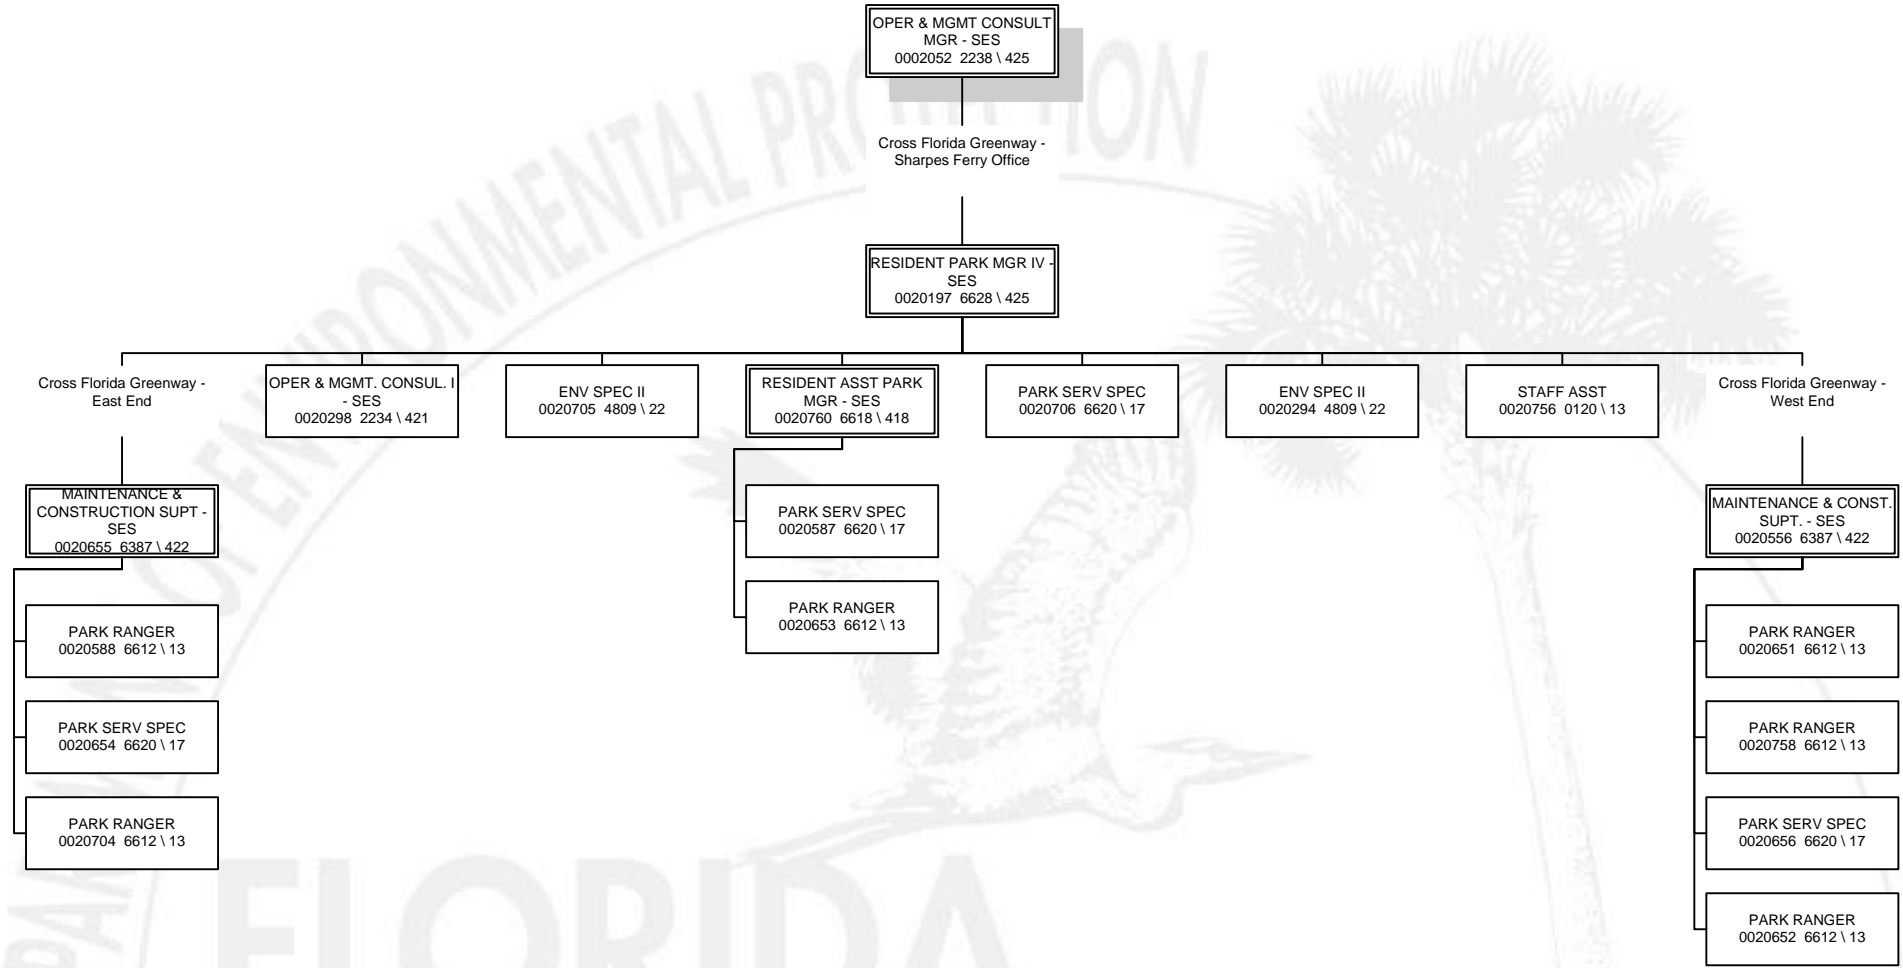 OPER & MGMT CONSULT
MGR - SES
0002052 2238 \ 425
Cross Florida Greenway -
Sharpes Ferry Office
RESIDENT PARK MGR IV -
SES
0020197 6628 \ 425
Cross Florida Greenway -
East End
OPER & MGMT. CONSUL. I
- SES
0020298 2234 \ 421
ENV SPEC II
0020705 4809 \ 22
RESIDENT ASST PARK
MGR - SES
0020760 6618 \ 418
PARK SERV SPEC
0020706 6620 \ 17
ENV SPEC II
0020294 4809 \ 22
STAFF ASST
0020756 0120 \ 13
Cross Florida Greenway -
West End
MAINTENANCE &
CONSTRUCTION SUPT -
SES
0020655 6387 \ 422
PARK RANGER
0020588 6612 \ 13
PARK SERV SPEC
0020654 6620 \ 17
PARK RANGER
0020704 6612 \ 13
PARK SERV SPEC
0020587 6620 \ 17
PARK RANGER
0020653 6612 \ 13
MAINTENANCE & CONST.
SUPT. - SES
0020556 6387 \ 422
PARK RANGER
0020651 6612 \ 13
PARK RANGER
0020758 6612 \ 13
PARK SERV SPEC
0020656 6620 \ 17
PARK RANGER
0020652 6612 \ 13
OF ENVIRONMENTAL
FLORIDA